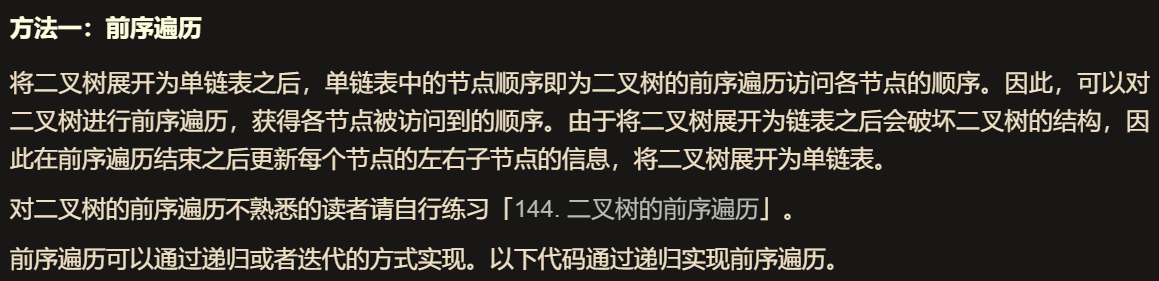 方法一：前序遍历
将二叉树展开为单链表之后，单链表中的节点顺序即为二叉树的前序遍历访问各节点的顺序。因此，可以对
二叉树进行前序遍历，获得各节点被访问到的顺序。由于将二叉树展开为链表之后会破坏二叉树的结构，因
此在前序遍历结束之后更新每个节点的左右子节点的信息，将二叉树展开为单链表。
对二叉树的前序遍历不熟悉的读者请自行练习「144. 二叉树的前序遍历」。
前序遍历可以通过递归或者迭代的方式实现。以下代码通过递归实现前序遍历。